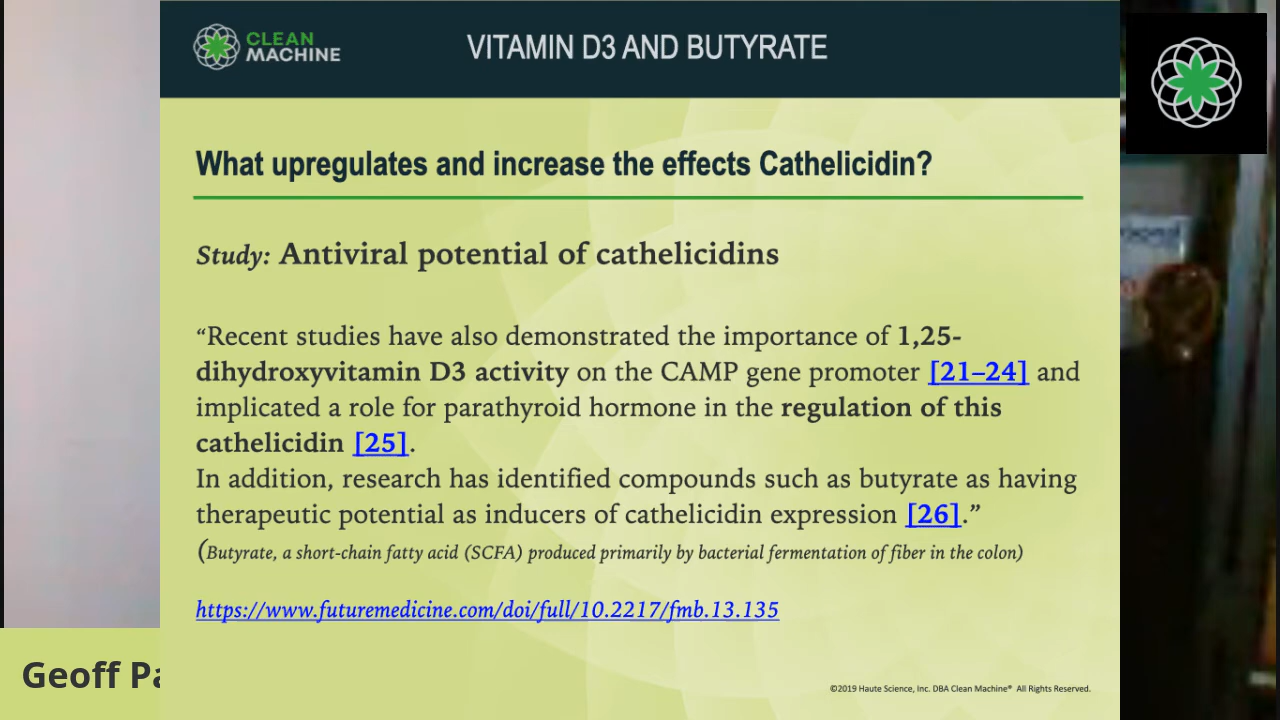 CLEAN
MACHINE
VITAMIN D3 AND BUTYRATE
What upregulates and increase the effects Cathelicidin?
Study: Antiviral potential of cathelicidins
“Recent studies have also demonstrated the importance of 1,25-
dihydroxyvitamin D3 activity on the CAMP gene promoter [21–24] and
implicated a role for parathyroid hormone in the regulation of this
cathelicidin [25].
In addition, research has identified compounds such as butyrate as having
therapeutic potential as inducers of cathelicidin expression [26].”
(Butyrate, a short-chain fatty acid (SCFA) produced primarily by bacterial fermentation of fiber in the colon)
https://www.futuremedicine.com/doi/full/10.2217/fmb.13.135
Geoff Pa
©2019 Haute Science, Inc. DBA Clean Machine® All Rights Reserved.